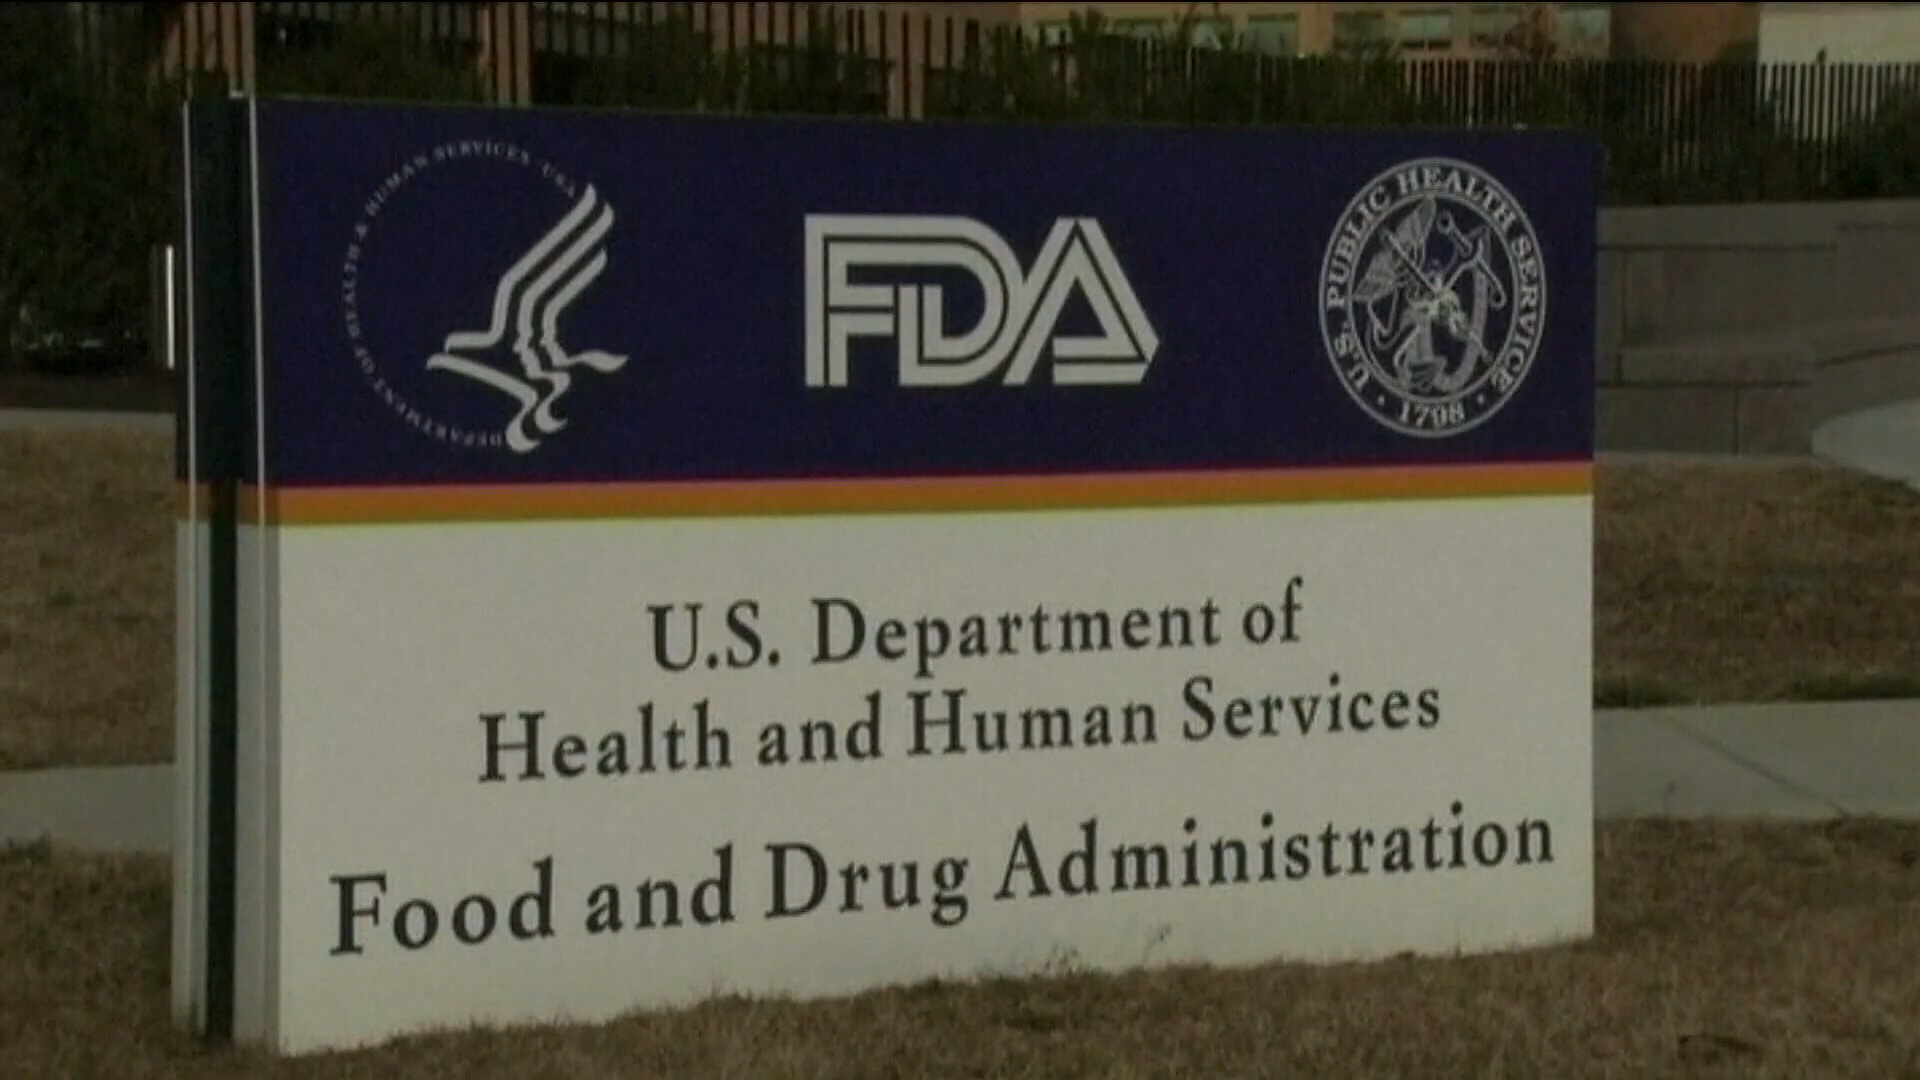 DEPARTMENT OF HEALTH & HUMAN SERVICES · USA
FDA
U.S. PUBLIC HEALTH SERVICE
· 1798 ·
U.S. Department of
Health and Human Services
Food and Drug Administration